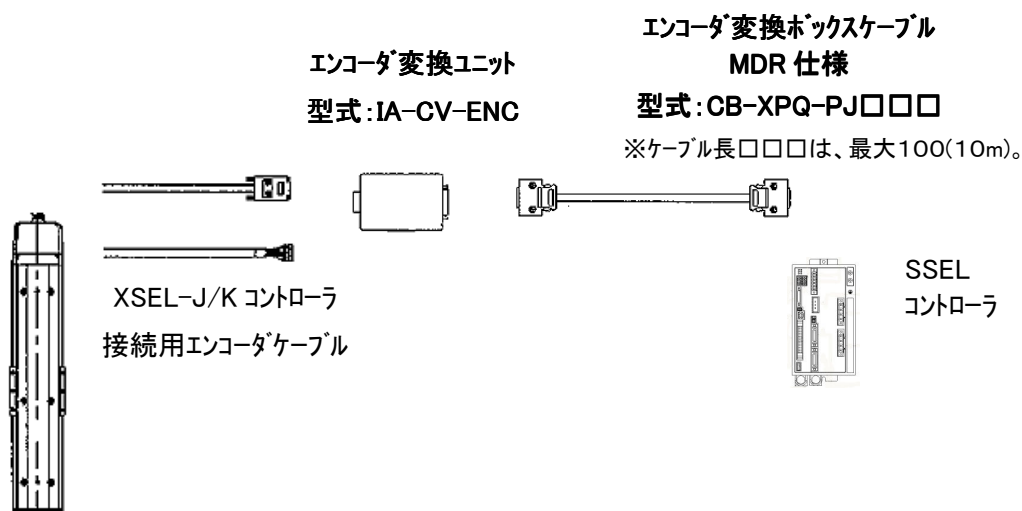 エンコーダ変換ユニット
型式:IA-CV-ENC
エンコーダ変換ボックスケーブル
MDR 仕様
型式:CB-XPQ-PJ□□□
※ケーブル長□□□は、最大100(10m)。
XSEL-J/K コントローラ
接続用エンコーダケーブル
SSEL
コントローラ